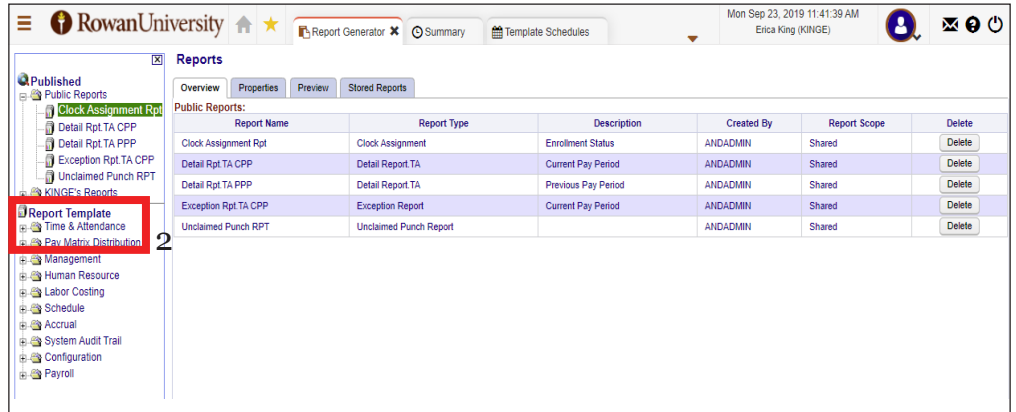 RowanUniversity
Report Generator
Summary
Template Schedules
Mon Sep 23, 2019 11:41:39 AM
Erica King (KINGE)
Published
Public Reports
Clock Assignment Rpt
Detail Rpt.TA CPP
Detail Rpt.TA PPP
Exception Rpt.TA CPP
Unclaimed Punch RPT
KINGE's Reports
Report Template
Time & Attendance
Pay Matrix Distribution
2
Management
Human Resource
Labor Costing
Schedule
Accrual
System Audit Trail
Configuration
Payroll
Reports
Overview Properties Preview Stored Reports
Public Reports:
Report Name Report Type Description Created By Report Scope Delete
Clock Assignment Rpt Clock Assignment Enrollment Status ANDADMIN Shared Delete
Detail Rpt.TA CPP Detail Report.TA Current Pay Period ANDADMIN Shared Delete
Detail Rpt.TA PPP Detail Report.TA Previous Pay Period ANDADMIN Shared Delete
Exception Rpt.TA CPP Exception Report Current Pay Period ANDADMIN Shared Delete
Unclaimed Punch RPT Unclaimed Punch Report ANDADMIN Shared Delete